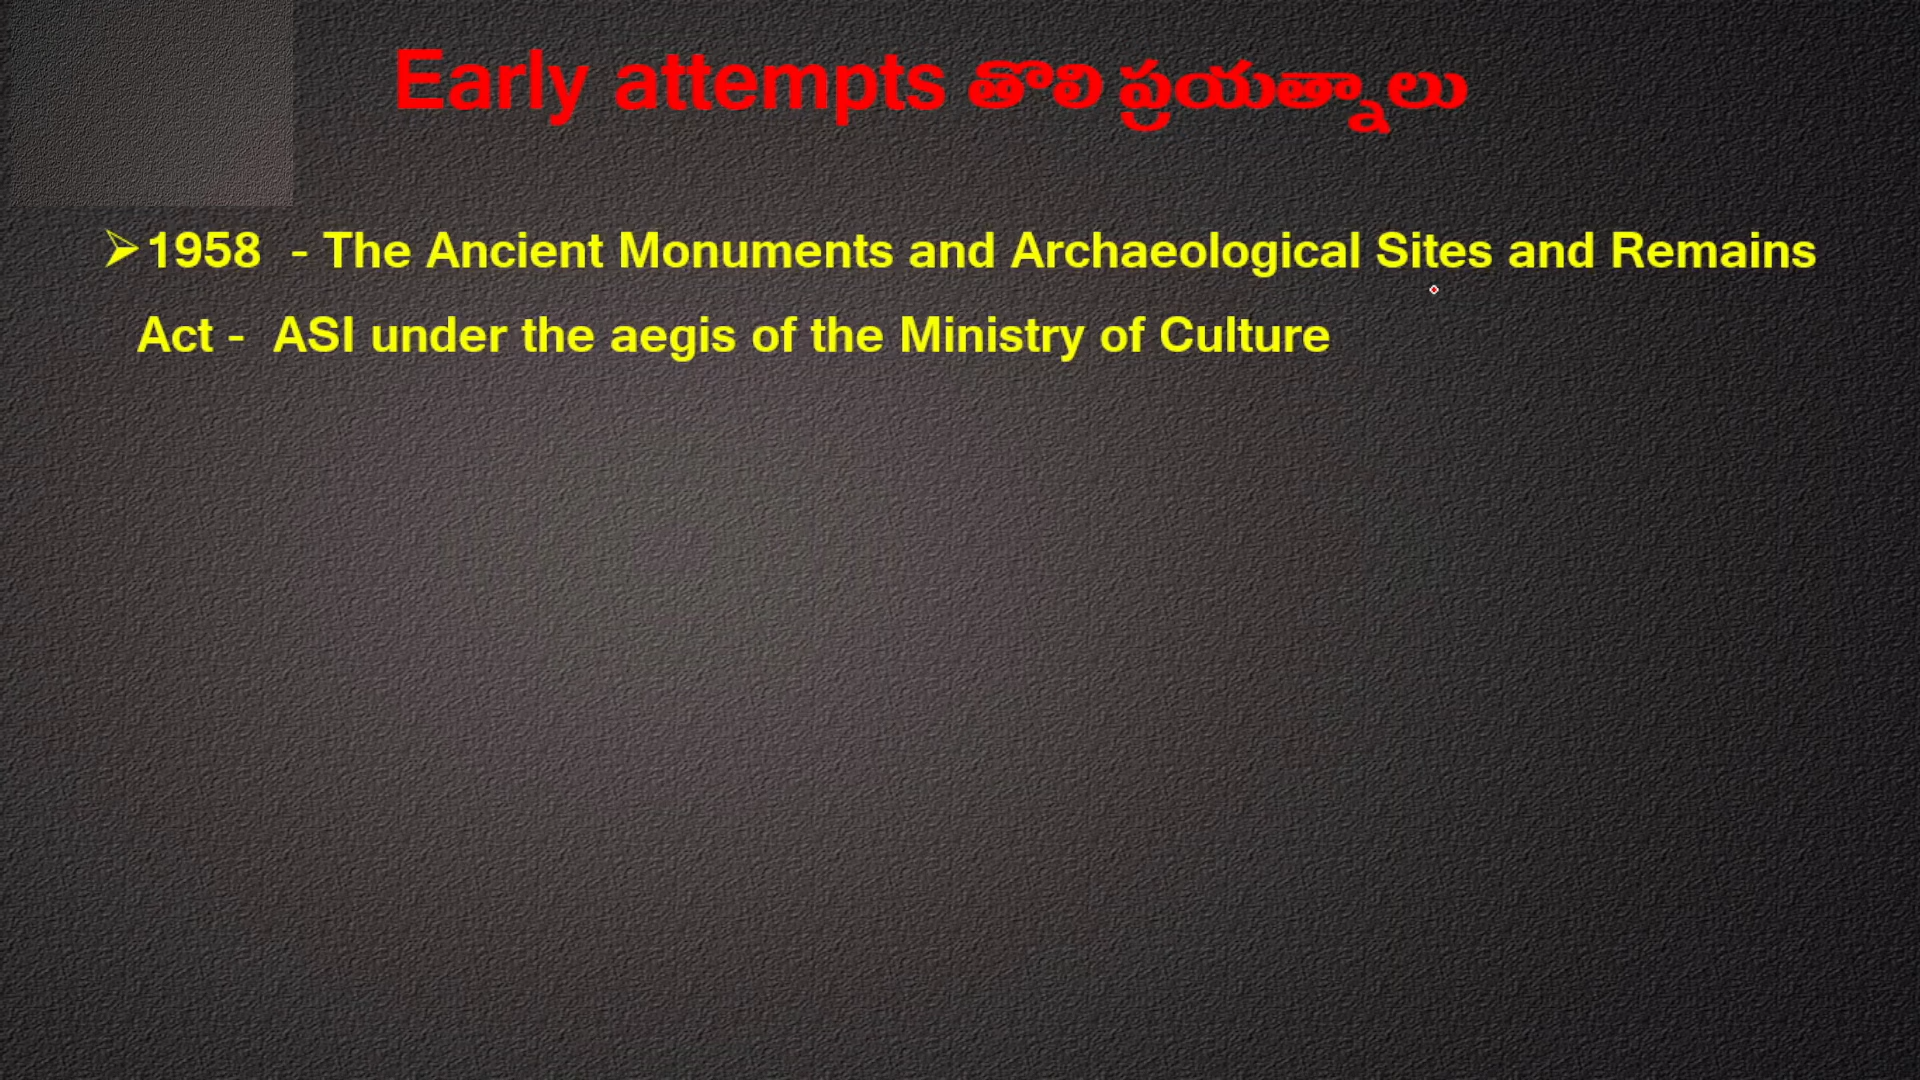 Early attempts తొలి ప్రయత్నాలు
➢1958 - The Ancient Monuments and Archaeological Sites and Remains
Act - ASI under the aegis of the Ministry of Culture